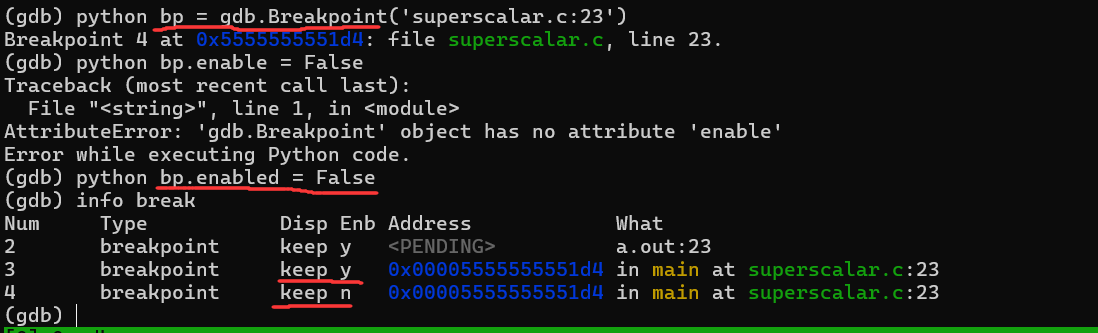 (gdb) python bp = gdb.Breakpoint('superscalar.c:23')
Breakpoint 4 at 0x5555555551d4: file superscalar.c, line 23.
(gdb) python bp.enable = False
Traceback (most recent call last):
  File "<string>", line 1, in <module>
AttributeError: 'gdb.Breakpoint' object has no attribute 'enable'
Error while executing Python code.
(gdb) python bp.enabled = False
(gdb) info break
Num     Type           Disp Enb Address            What
2       breakpoint     keep y   <PENDING>          a.out:23
3       breakpoint     keep y   0x00005555555551d4 in main at superscalar.c:23
4       breakpoint     keep n   0x00005555555551d4 in main at superscalar.c:23
(gdb)